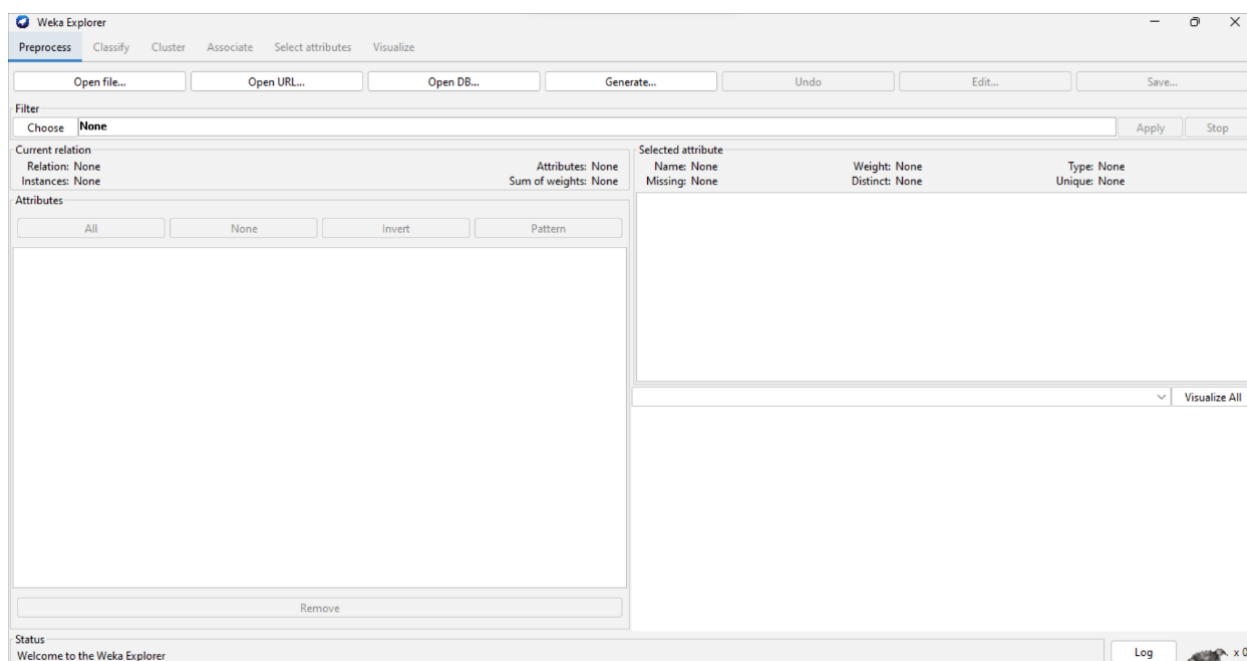 Weka Explorer
Preprocess Classify Cluster Associate Select attributes Visualize
Open file... Open URL... Open DB... Generate... Undo Edit... Save...
Filter
Choose None Apply Stop
Current relation
Relation: None Attributes: None
Instances: None Sum of weights: None
Selected attribute
Name: None Weight: None Type: None
Missing: None Distinct: None Unique: None
Attributes
All None Invert Pattern
Visualize All
Remove
Status
Welcome to the Weka Explorer
Log x 0